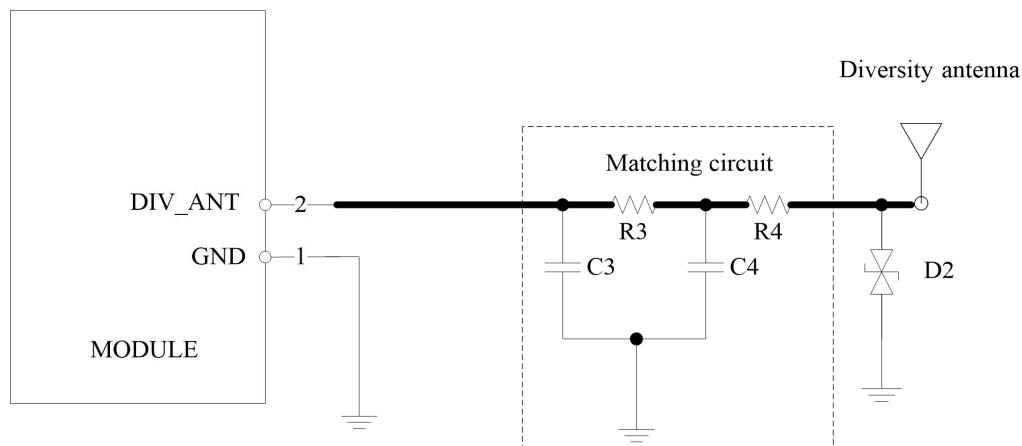 Diversity antenna
Matching circuit
DIV_ANT 2
R3 R4
GND 1
C3 C4 D2
MODULE